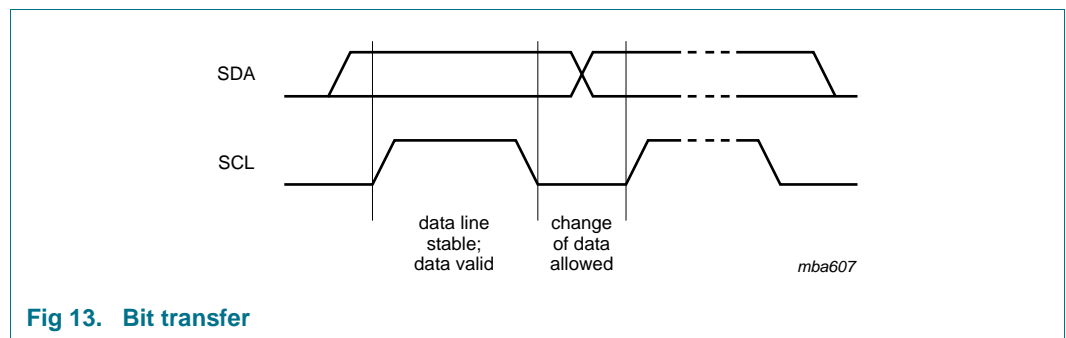 SDA
SCL
data line
stable;
data valid
change
of data
allowed
mba607
Fig 13. Bit transfer